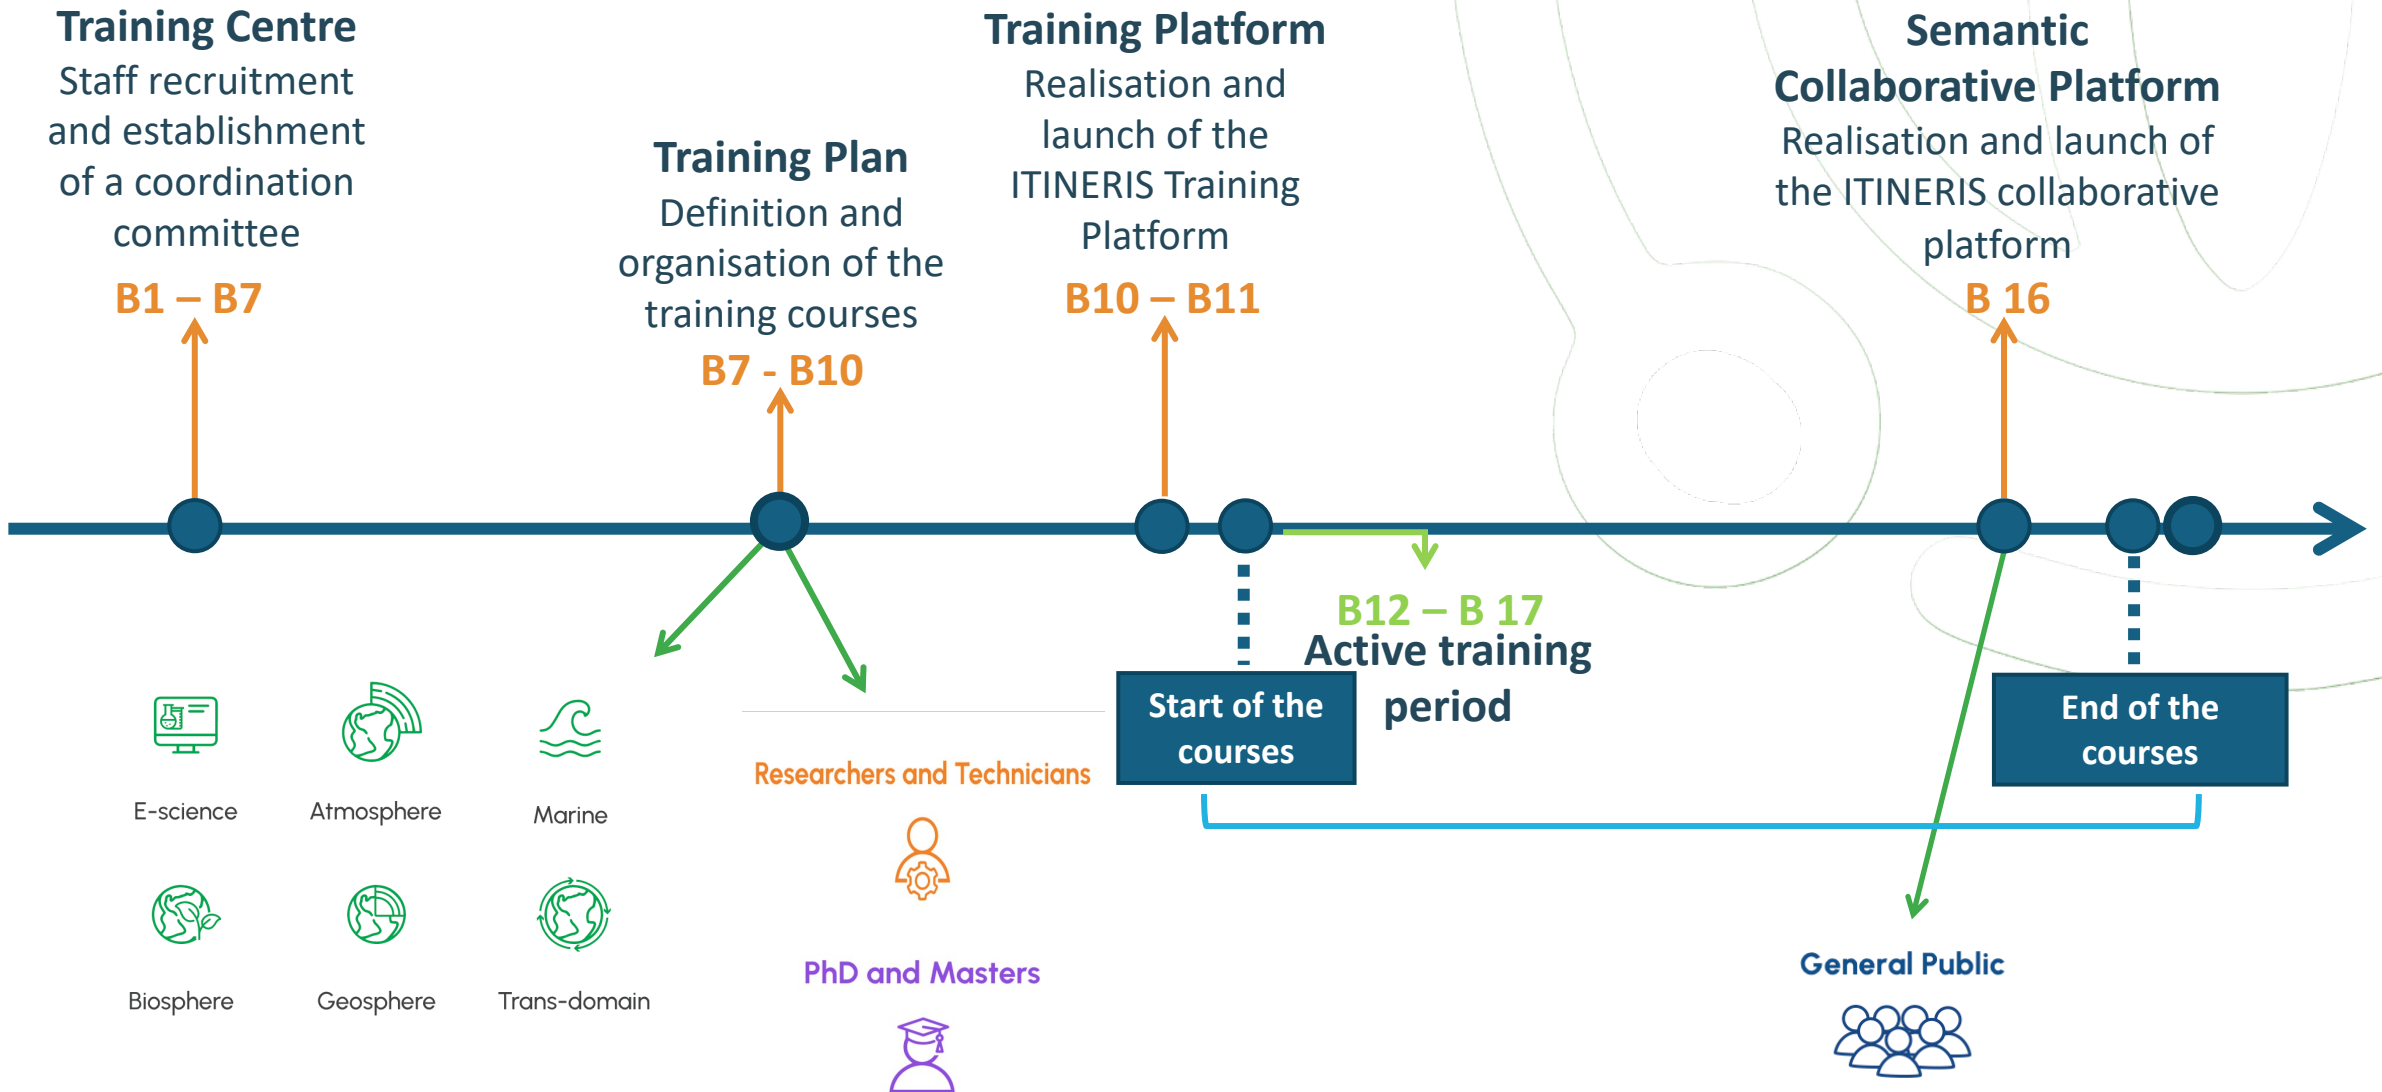 Training Centre
Staff recruitment
and establishment
of a coordination
committee
B1 – B7
Training Plan
Definition and
organisation of the
training courses
B7 - B10
Training Platform
Realisation and
launch of the
ITINERIS Training
Platform
B10 – B11
Semantic
Collaborative Platform
Realisation and launch of
the ITINERIS collaborative
platform
B 16
B12 – B 17
Active training
period
Start of the
courses
End of the
courses
E-science
Atmosphere
Marine
Biosphere
Geosphere
Trans-domain
Researchers and Technicians
PhD and Masters
General Public